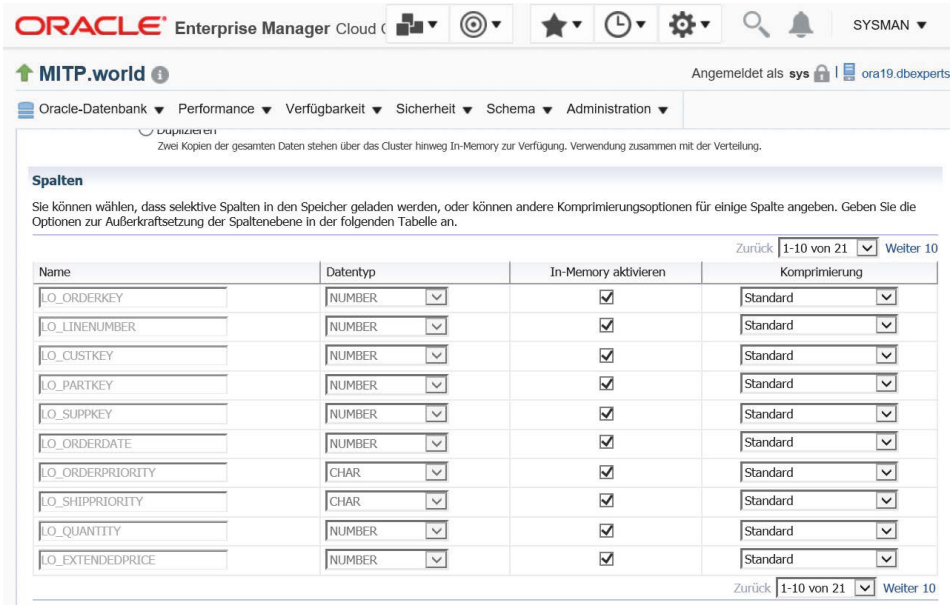 ORACLE Enterprise Manager Cloud SYSMAN
MITP.world Angemeldet als sys ora19.dbexperts
Oracle-Datenbank Performance Verfügbarkeit Sicherheit Schema Administration
Duplizieren
Zwei Kopien der gesamten Daten stehen über das Cluster hinweg In-Memory zur Verfügung. Verwendung zusammen mit der Verteilung.
Spalten
Sie können wählen, dass selektive Spalten in den Speicher geladen werden, oder können andere Komprimierungsoptionen für einige Spalte angeben. Geben Sie die
Optionen zur Außerkraftsetzung der Spaltenebene in der folgenden Tabelle an.
Zurück 1-10 von 21 Weiter 10
Name Datentyp In-Memory aktivieren Komprimierung
LO_ORDERKEY NUMBER Standard
LO_LINENUMBER NUMBER Standard
LO_CUSTKEY NUMBER Standard
LO_PARTKEY NUMBER Standard
LO_SUPPKEY NUMBER Standard
LO_ORDERDATE NUMBER Standard
LO_ORDERPRIORITY CHAR Standard
LO_SHIPPRIORITY CHAR Standard
LO_QUANTITY NUMBER Standard
LO_EXTENDEDPRICE NUMBER Standard
Zurück 1-10 von 21 Weiter 10